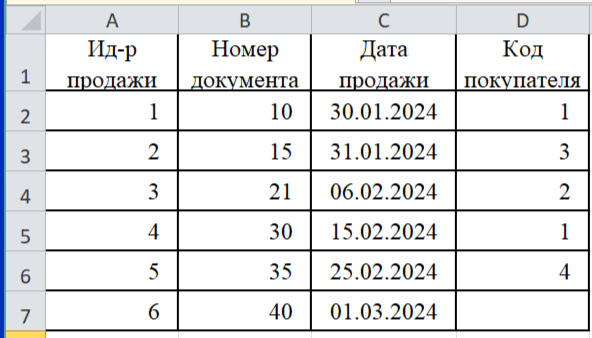 A B C D
1 Ид-р продажи Номер документа Дата продажи Код покупателя
2 1 10 30.01.2024 1
3 2 15 31.01.2024 3
4 3 21 06.02.2024 2
5 4 30 15.02.2024 1
6 5 35 25.02.2024 4
7 6 40 01.03.2024